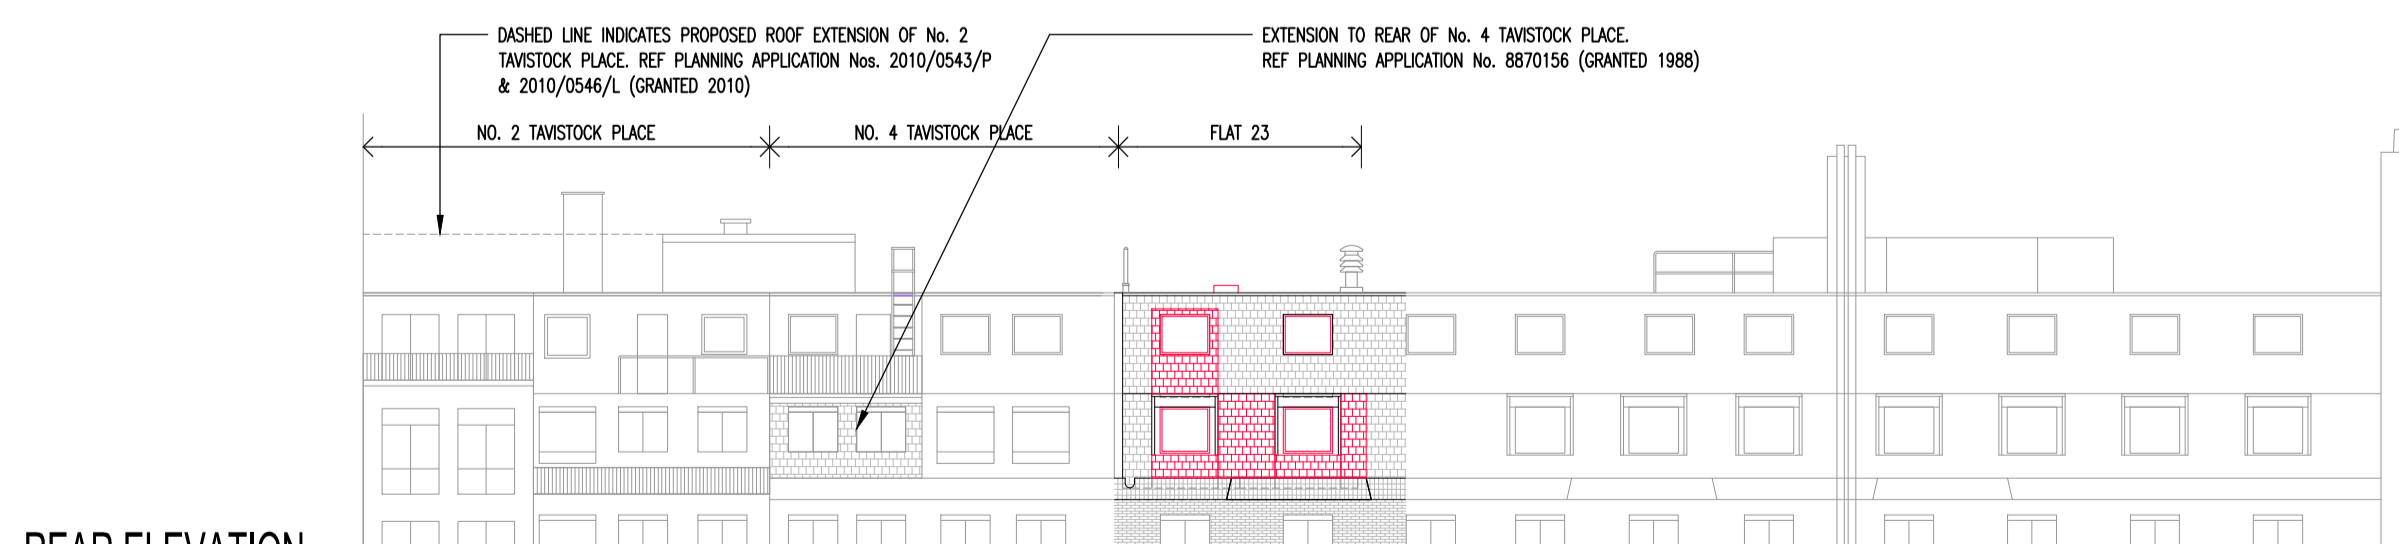 DASHED LINE INDICATES PROPOSED ROOF EXTENSION OF No. 2
TAVISTOCK PLACE. REF PLANNING APPLICATION Nos. 2010/0543/P
& 2010/0546/L (GRANTED 2010)
EXTENSION TO REAR OF No. 4 TAVISTOCK PLACE.
REF PLANNING APPLICATION No. 8870156 (GRANTED 1988)
NO. 2 TAVISTOCK PLACE
NO. 4 TAVISTOCK PLACE
FLAT 23
REAR ELEVATION